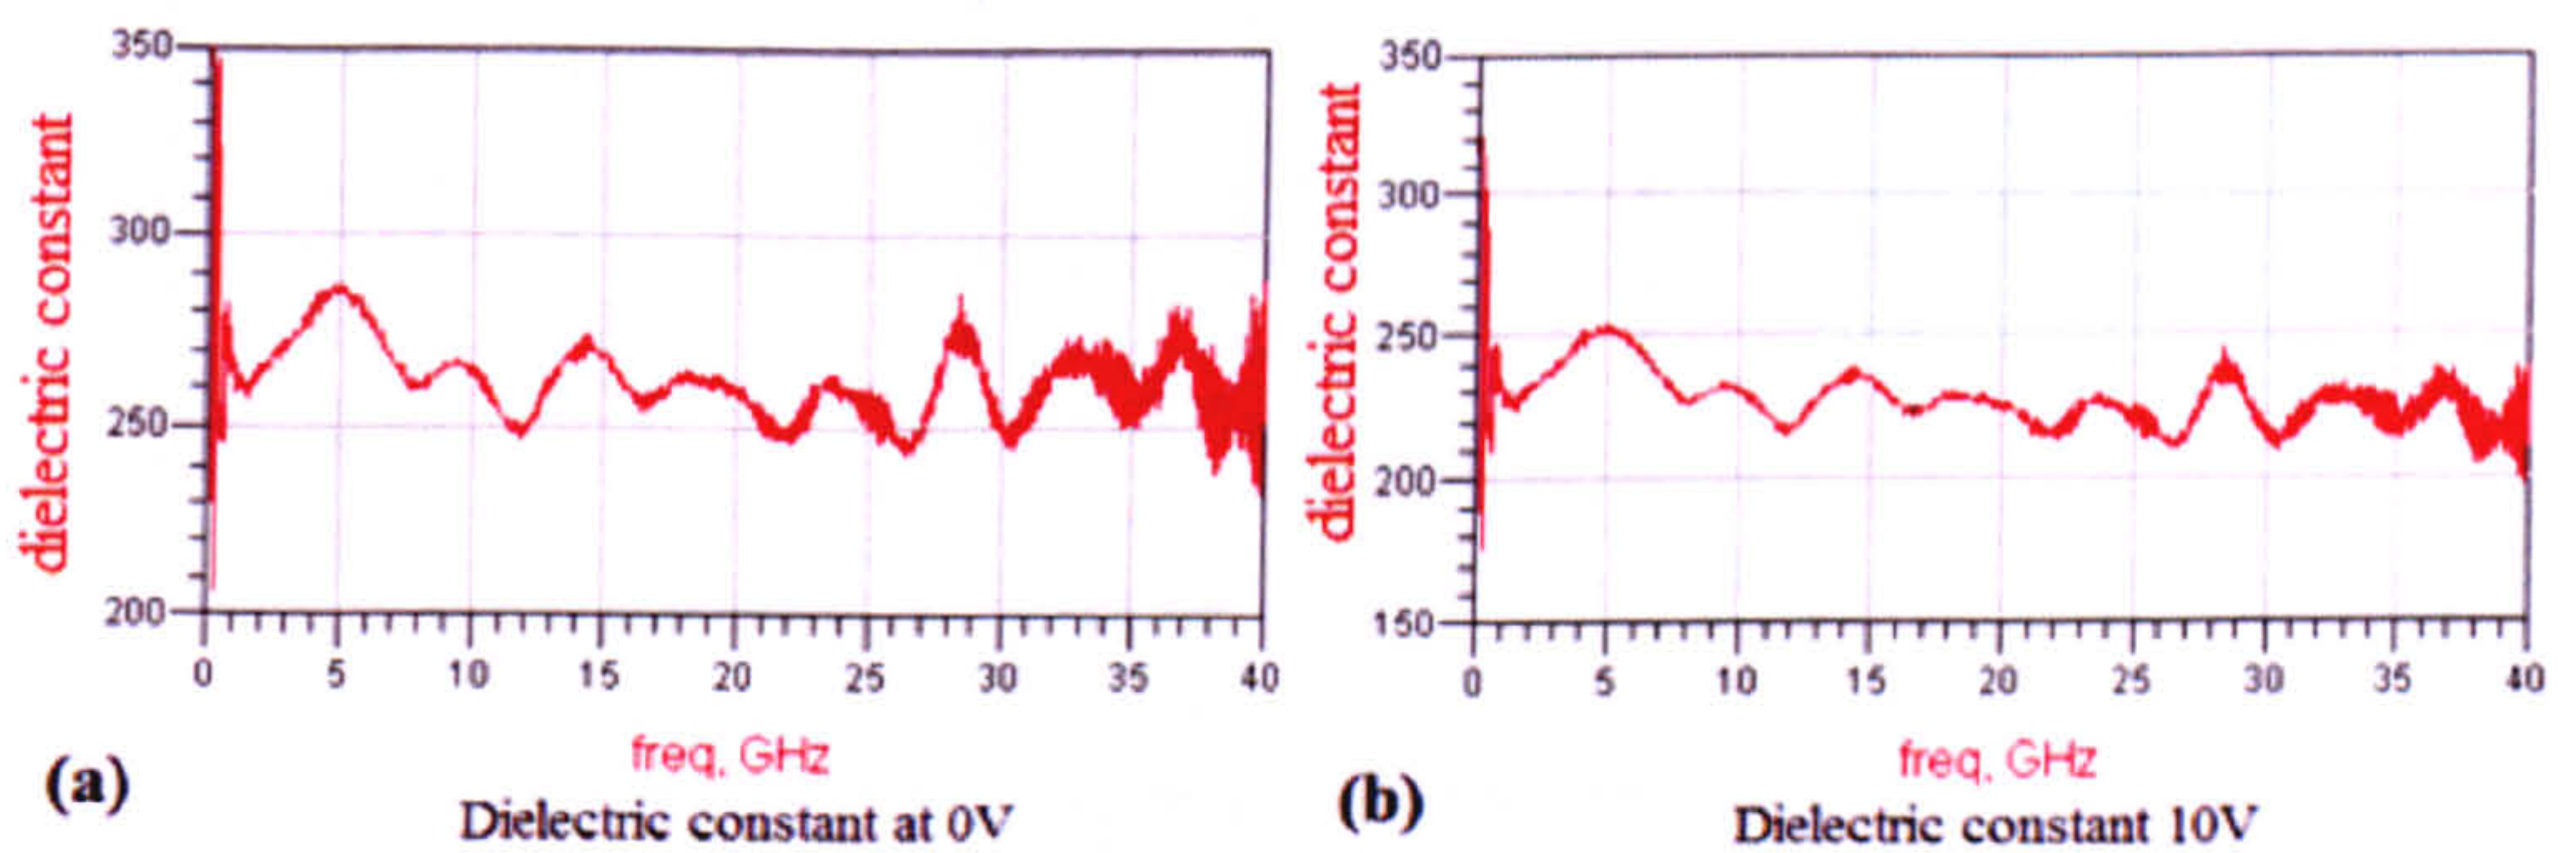 350
300
250
200
dielectric constant
0 5 10 15 20 25 30 35 40
freq, GHz
(a)
Dielectric constant at 0V
350
300
250
200
150
dielectric constant
0 5 10 15 20 25 30 35 40
freq, GHz
(b)
Dielectric constant 10V